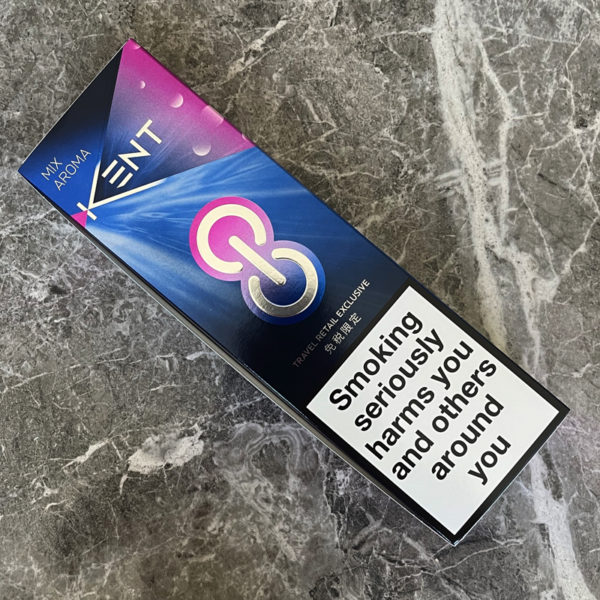 MIX
AROMA
KENT
TRAVEL RETAIL EXCLUSIVE
免税限定
Smoking
seriously
harms you
and others
around
you